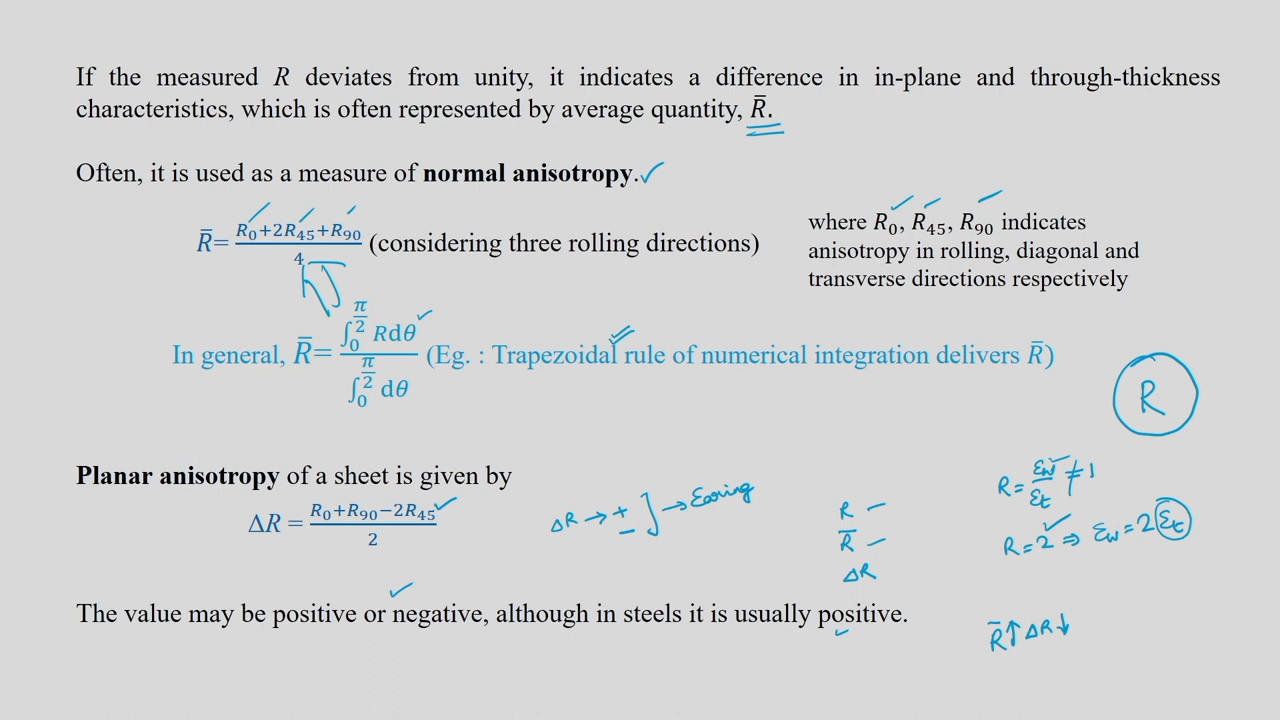 If the measured R deviates from unity, it indicates a difference in in-plane and through-thickness
characteristics, which is often represented by average quantity, R̄.
Often, it is used as a measure of normal anisotropy.
R̄= (R₀+2R₄₅+R₉₀)/4 (considering three rolling directions)
where R₀, R₄₅, R₉₀ indicates
anisotropy in rolling, diagonal and
transverse directions respectively
In general, R̄= ∫₀^(π/2) Rdθ / ∫₀^(π/2) dθ (Eg. : Trapezoidal rule of numerical integration delivers R̄)
R
Planar anisotropy of a sheet is given by
ΔR = (R₀+R₉₀−2R₄₅)/2
ΔR → + − ] → Earing
R
R̄
ΔR
R = εw/εt ≠ 1
R = 2 ⇒ εw = 2 εt
The value may be positive or negative, although in steels it is usually positive.
R̄↑ ΔR↓